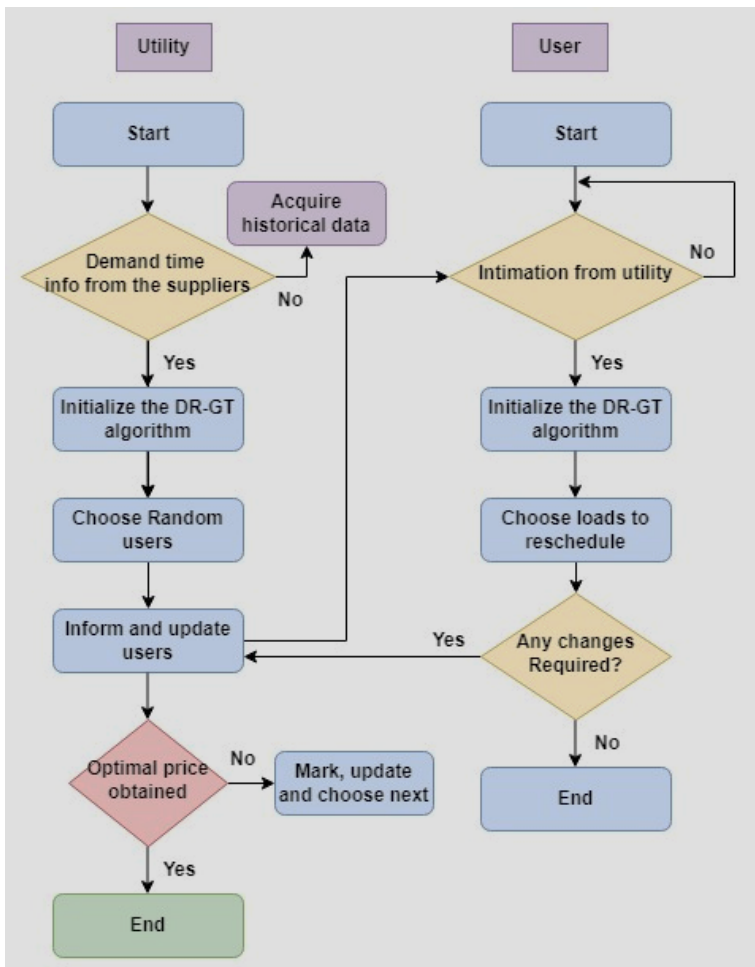 Utility
User
Start
Start
Acquire
historical data
Demand time
info from the suppliers
No
Intimation from utility
No
Yes
Yes
Initialize the DR-GT
algorithm
Initialize the DR-GT
algorithm
Choose Random
users
Choose loads to
reschedule
Inform and update
users
Yes
Any changes
Required?
Optimal price
obtained
No
Mark, update
and choose next
No
End
Yes
End